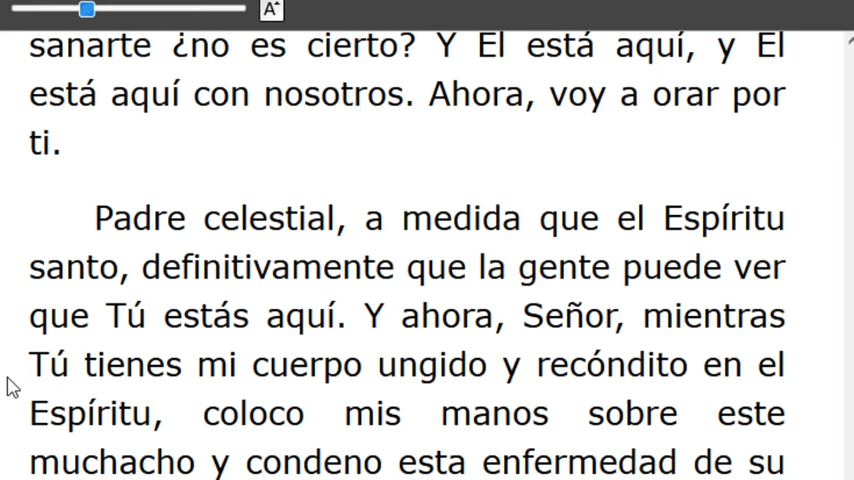 A
sanarte ¿no es cierto? Y El está aquí, y El
está aquí con nosotros. Ahora, voy a orar por
ti.
Padre celestial, a medida que el Espíritu
santo, definitivamente que la gente puede ver
que Tú estás aquí. Y ahora, Señor, mientras
Tú tienes mi cuerpo ungido y recóndito en el
Espíritu, coloco mis manos sobre este
muchacho y condeno esta enfermedad de su